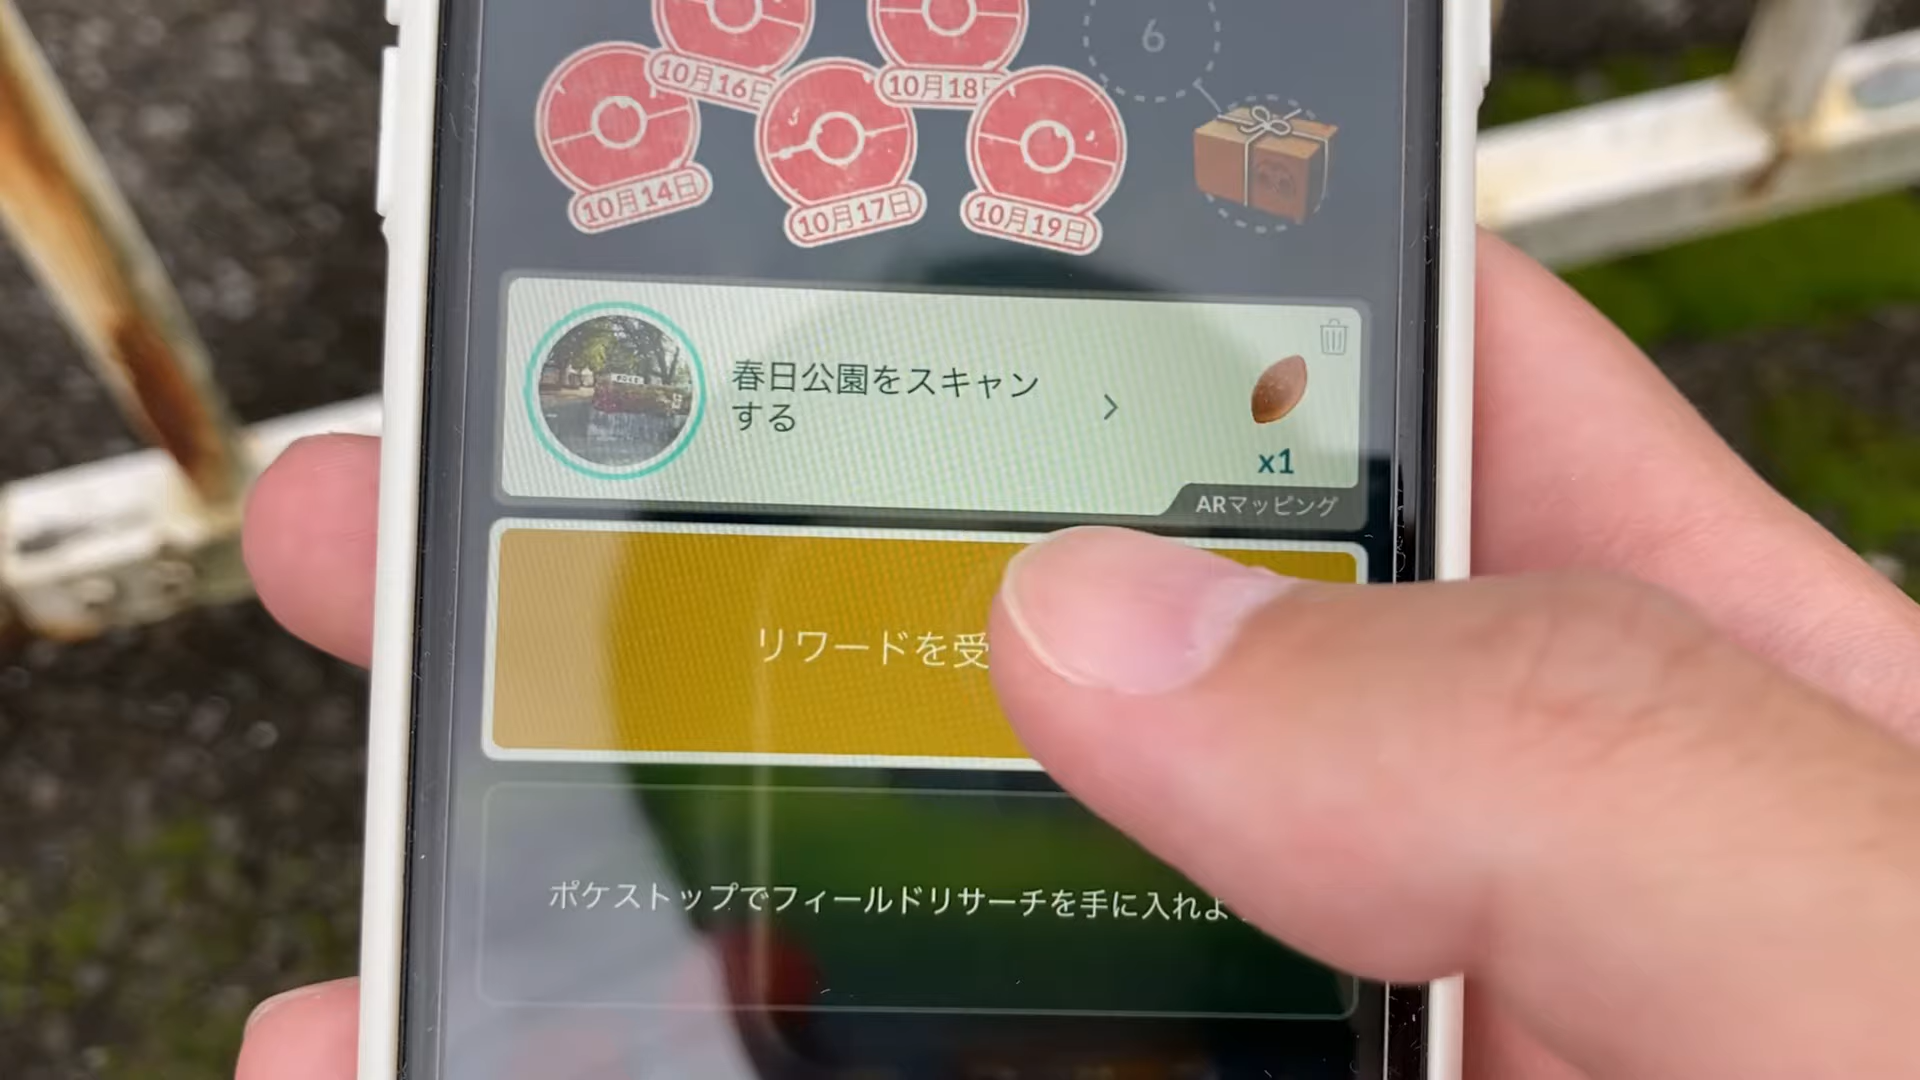 6
10月16日
10月18日
10月14日
10月17日
10月19日
春日公園をスキャン
する
x1
ARマッピング
リワードを受
ポケストップでフィールドリサーチを手に入れよ